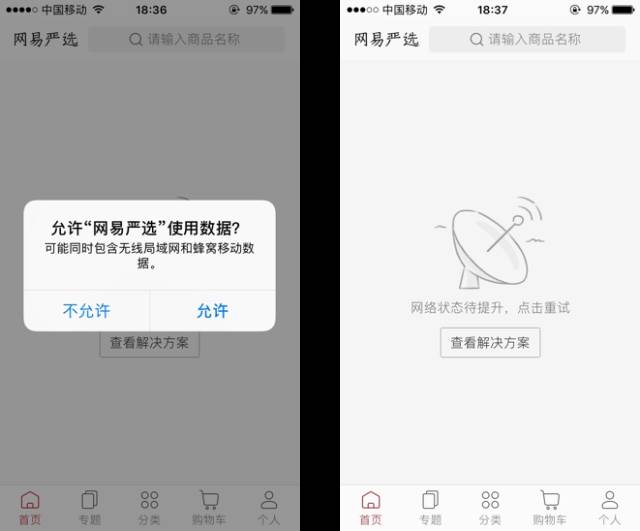 中国移动
18:36
97%
网易严选
请输入商品名称
允许“网易严选”使用数据？
可能同时包含无线局域网和蜂窝移动数
据。
不允许
允许
查看解决方案
首页
专题
分类
购物车
个人
中国移动
18:37
97%
网易严选
请输入商品名称
网络状态待提升，点击重试
查看解决方案
首页
专题
分类
购物车
个人